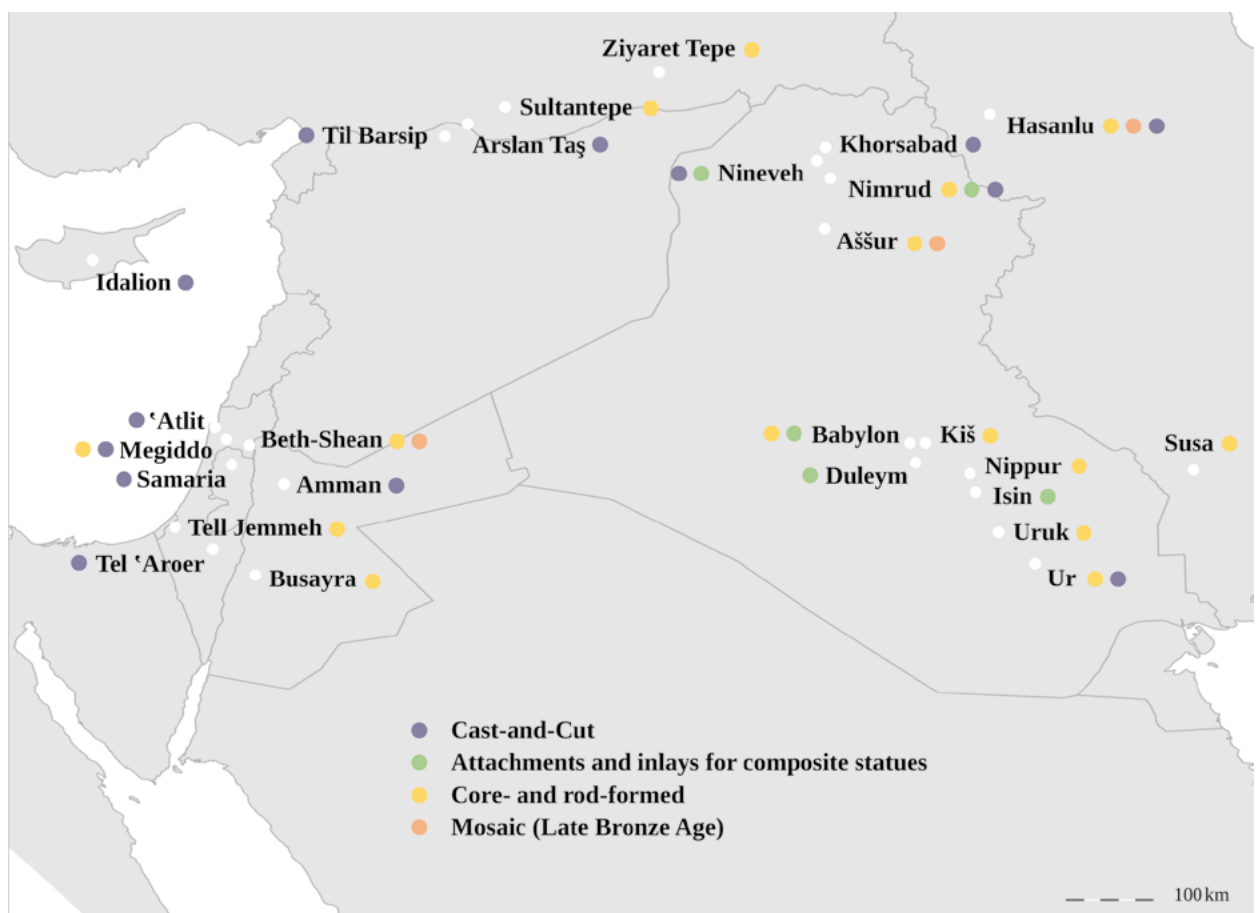 Ziyaret Tepe
Sultantepe
Til Barsip
Arslan Taş
Khorsabad
Hasanlu
Nineveh
Nimrud
Aššur
Idalion
ʿAtlit
Megiddo
Samaria
Beth-Shean
Amman
Tell Jemmeh
Tel ʿAroer
Busayra
Babylon
Kiš
Duleym
Nippur
Isin
Susa
Uruk
Ur
Cast-and-Cut
Attachments and inlays for composite statues
Core- and rod-formed
Mosaic (Late Bronze Age)
100 km